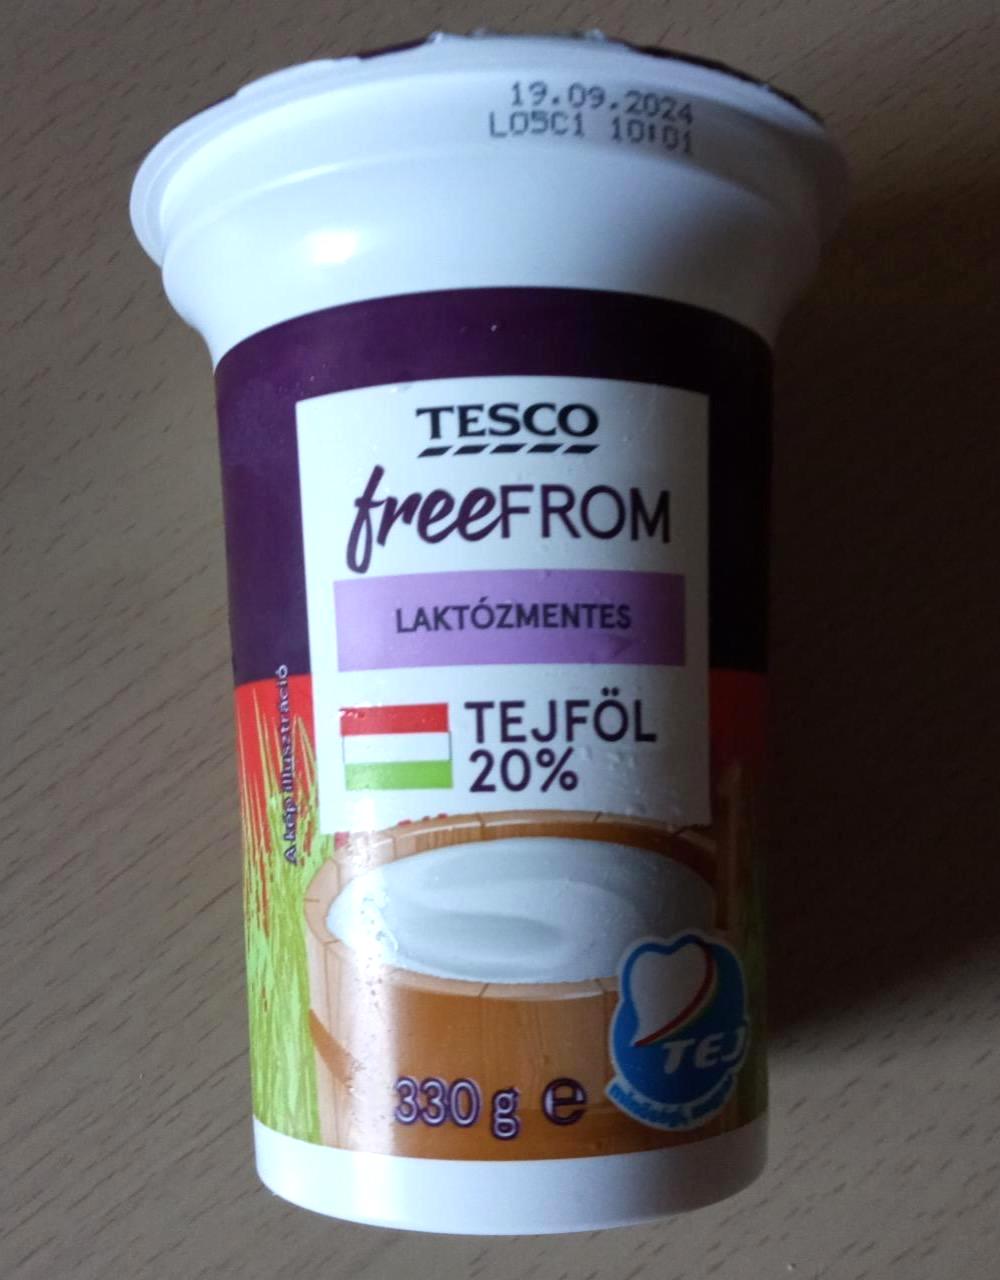 19.09.2024
L05C1 10:01
TESCO
freeFROM
LAKTÓZMENTES
TEJFÖL
20%
A kép illusztráció
TEJ
330 g e